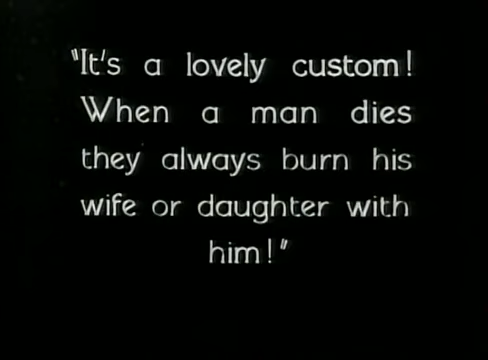 "It's a lovely custom!
When a man dies
they always burn his
wife or daughter with
him!"